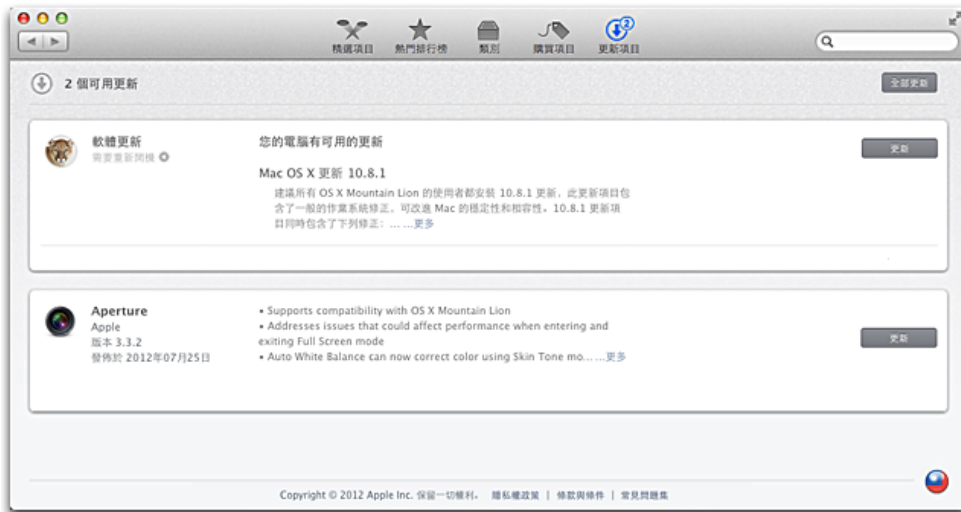 精選項目 熱門排行榜 類別 購買項目 更新項目 2
2 個可用更新 全部更新
軟體更新 您的電腦有可用的更新 更新
需要重新開機
Mac OS X 更新 10.8.1
建議所有 OS X Mountain Lion 的使用者都安裝 10.8.1 更新，此更新項目包
含了一般的作業系統修正，可改進 Mac 的穩定性和相容性。10.8.1 更新項
目同時包含了下列修正：... ...更多
Aperture
Apple
版本 3.3.2
發佈於 2012年07月25日
• Supports compatibility with OS X Mountain Lion
• Addresses issues that could affect performance when entering and
exiting Full Screen mode
• Auto White Balance can now correct color using Skin Tone mo... ...更多
更新
Copyright © 2012 Apple Inc. 保留一切權利。 隱私權政策 | 條款與條件 | 常見問題集